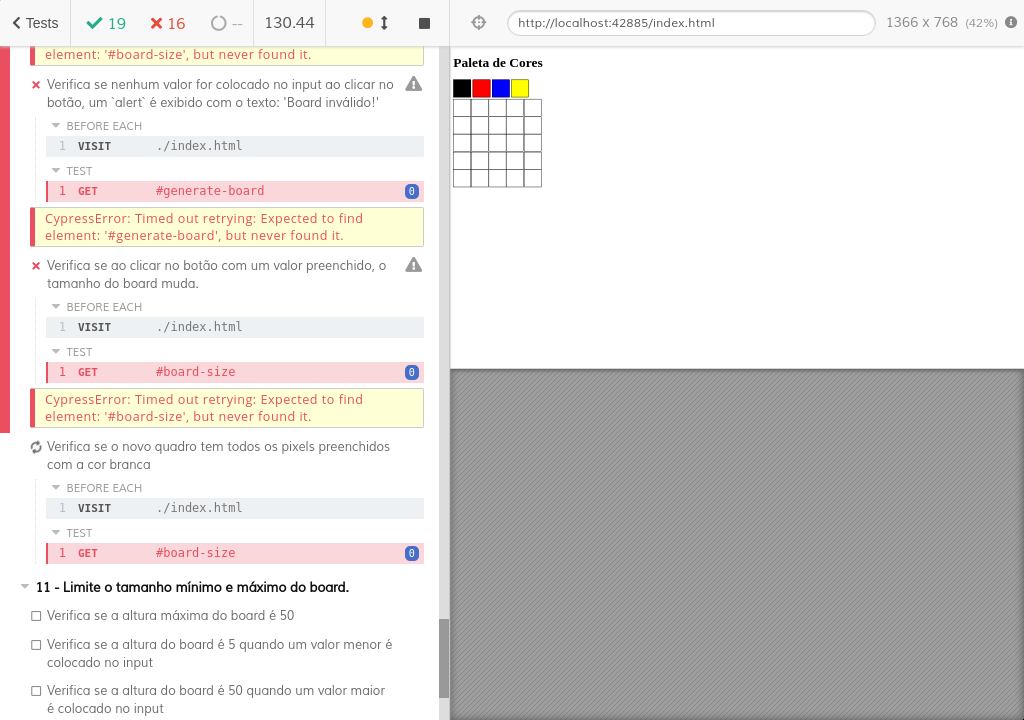 Tests 19 16 -- 130.44 http://localhost:42885/index.html 1366 x 768 (42%)
element: '#board-size', but never found it.
Verifica se nenhum valor for colocado no input ao clicar no
botão, um `alert` é exibido com o texto: 'Board inválido!'
BEFORE EACH
1 VISIT ./index.html
TEST
1 GET #generate-board 0
CypressError: Timed out retrying: Expected to find
element: '#generate-board', but never found it.
Verifica se ao clicar no botão com um valor preenchido, o
tamanho do board muda.
BEFORE EACH
1 VISIT ./index.html
TEST
1 GET #board-size 0
CypressError: Timed out retrying: Expected to find
element: '#board-size', but never found it.
Verifica se o novo quadro tem todos os pixels preenchidos
com a cor branca
BEFORE EACH
1 VISIT ./index.html
TEST
1 GET #board-size 0
11 - Limite o tamanho mínimo e máximo do board.
Verifica se a altura máxima do board é 50
Verifica se a altura do board é 5 quando um valor menor é
colocado no input
Verifica se a altura do board é 50 quando um valor maior
é colocado no input
Paleta de Cores